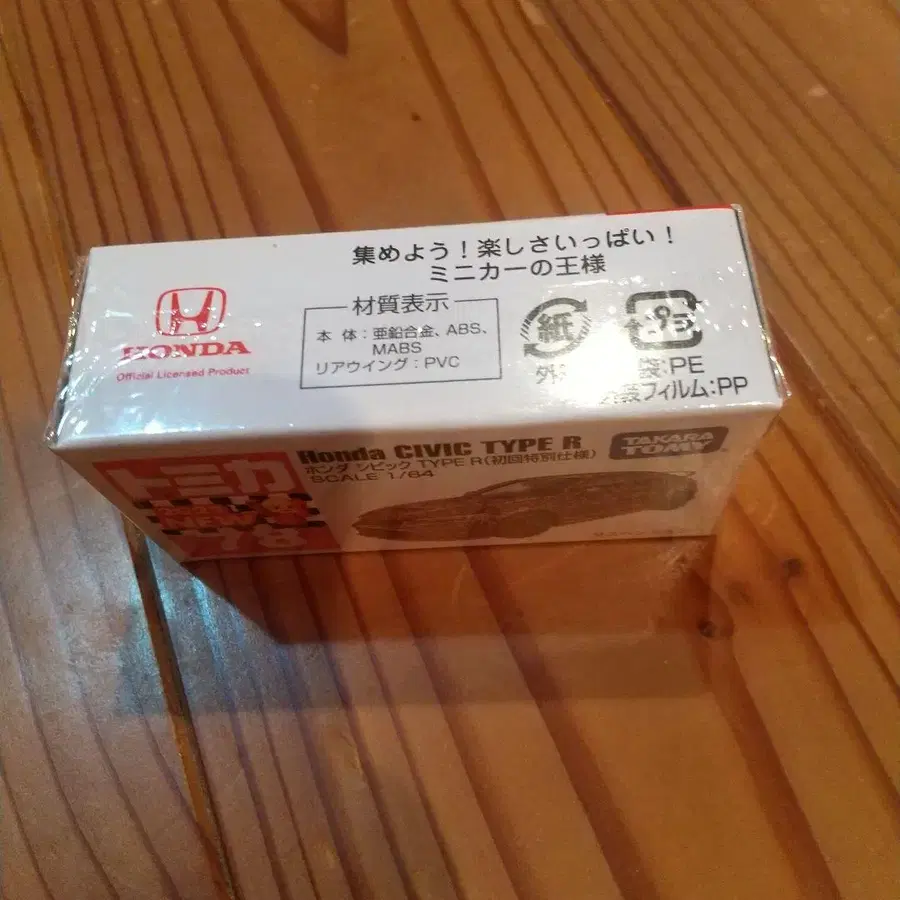 集めよう！楽しさいっぱい！
ミニカーの王様
HONDA
Official Licensed Product
材質表示
本 体：亜鉛合金、ABS、
MABS
リアウイング：PVC
紙
プラ
外
袋:PE
装フィルム:PP
トミカ
NEW
78
Honda CIVIC TYPE R
ホンダ シビック TYPE R(初回特別仕様)
SCALE 1/64
TAKARA
TOMY